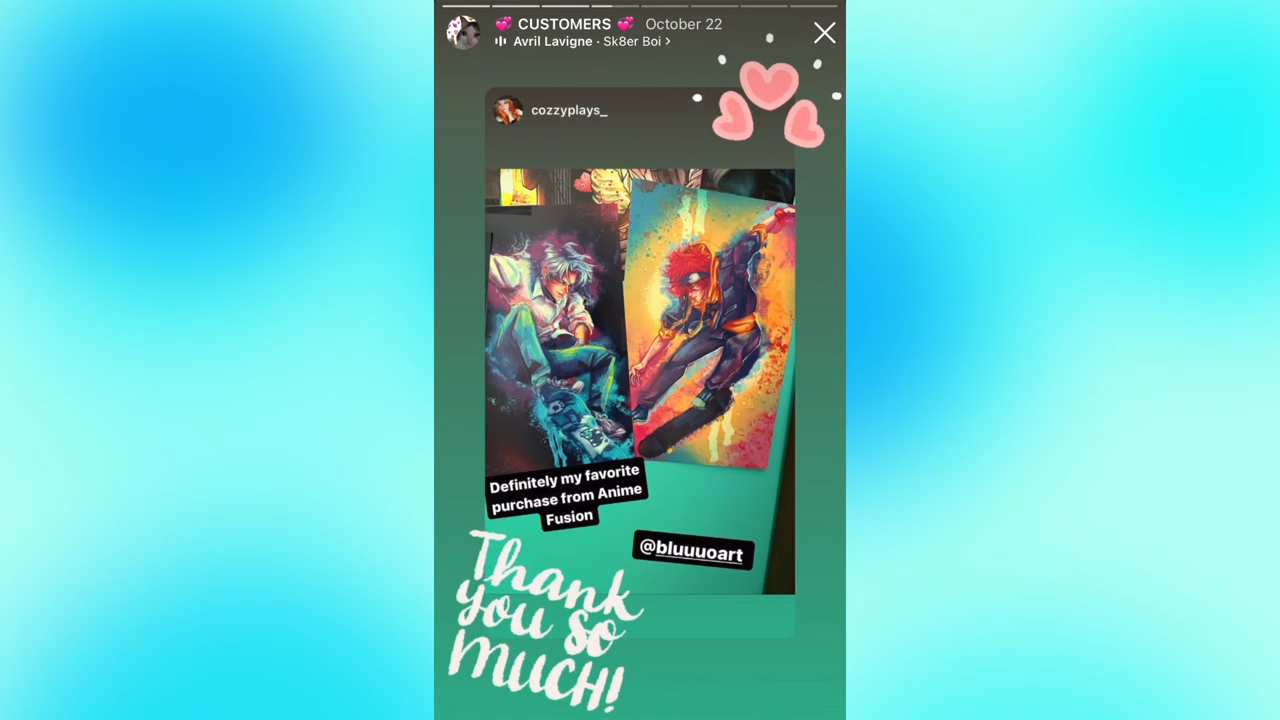 💞 CUSTOMERS 💞 October 22
Avril Lavigne · Sk8er Boi >
cozzyplays_
Definitely my favorite
purchase from Anime
Fusion
@bluuuoart
Thank
you so
much!